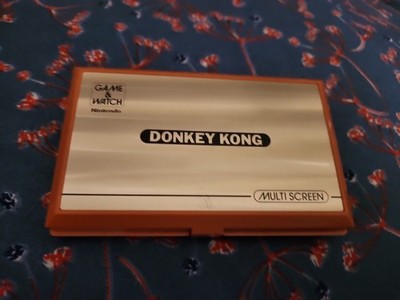 GAME
&
WATCH
Nintendo
DONKEY KONG
MULTI SCREEN